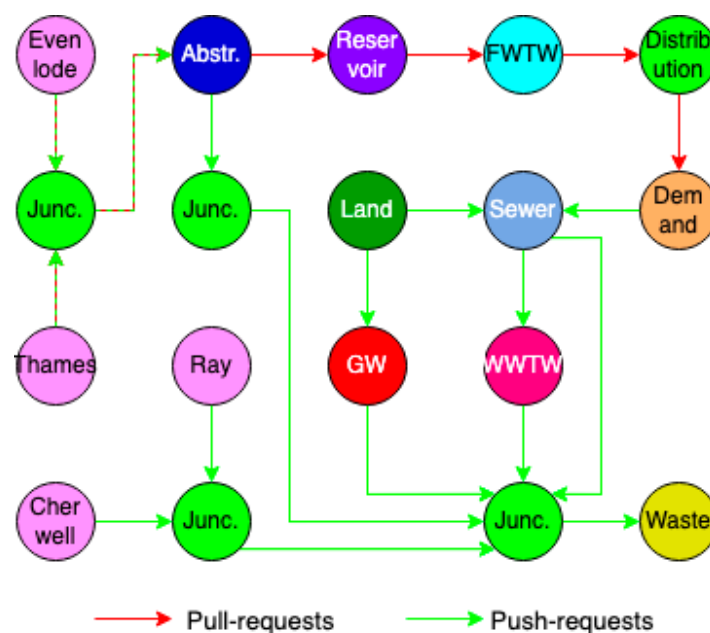 Even
lode
Abstr.
Reser
voir
FWTW
Distrib
ution
Junc.
Junc.
Land
Sewer
Dem
and
Thames
Ray
GW
WWTW
Cher
well
Junc.
Junc.
Waste
Pull-requests
Push-requests